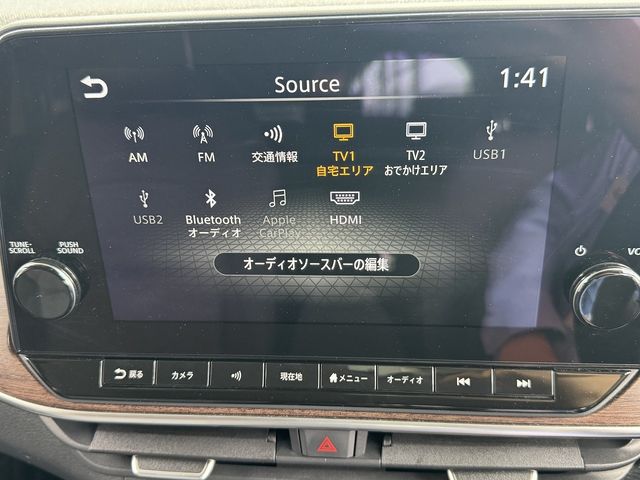 Source
1:41
AM
FM
交通情報
TV1
自宅エリア
TV2
おでかけエリア
USB1
USB2
Bluetooth
オーディオ
Apple
CarPlay
HDMI
オーディオソースバーの編集
TUNE-
SCROLL
PUSH
SOUND
VO
戻る
カメラ
現在地
メニュー
オーディオ